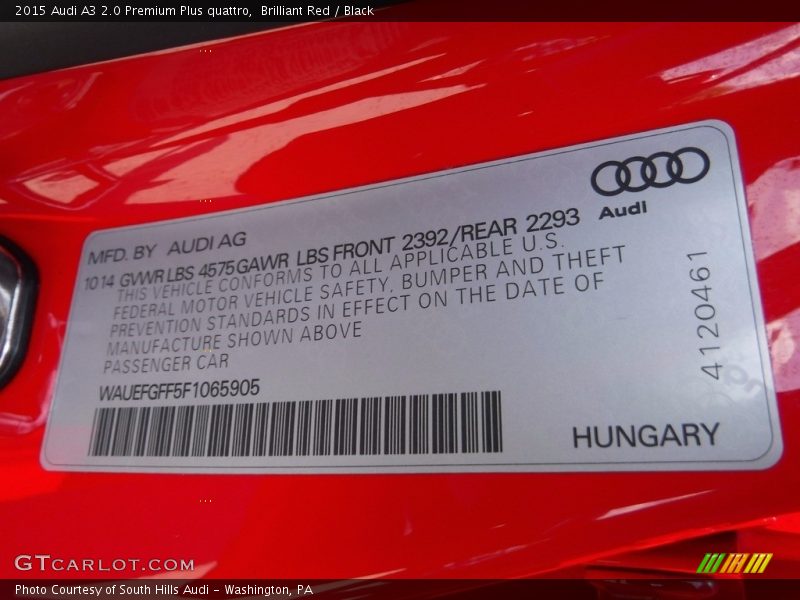 2015 Audi A3 2.0 Premium Plus quattro, Brilliant Red / Black
Audi
MFD. BY AUDI AG
1014 GVWR LBS 4575 GAWR LBS FRONT 2392/REAR 2293
THIS VEHICLE CONFORMS TO ALL APPLICABLE U.S.
FEDERAL MOTOR VEHICLE SAFETY, BUMPER AND THEFT
PREVENTION STANDARDS IN EFFECT ON THE DATE OF
MANUFACTURE SHOWN ABOVE
PASSENGER CAR
WAUEFGFF5F1065905
4120461
HUNGARY
GTCARLOT.COM
Photo Courtesy of South Hills Audi - Washington, PA